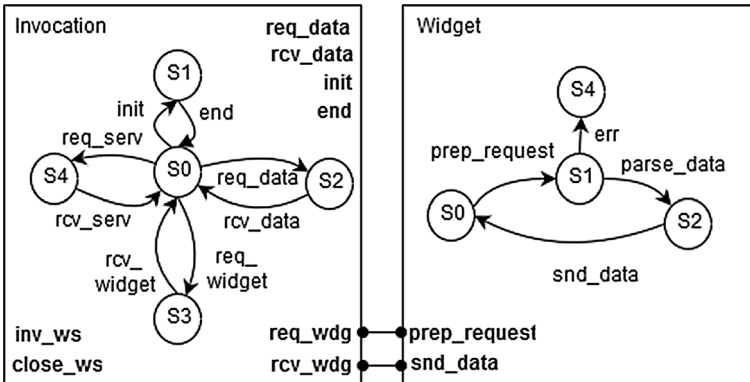 Invocation
req_data
rcv_data
init
end
S1
init
end
req_serv
S4
S0
req_data
S2
rcv_serv
rcv_data
rcv_
widget
req_
widget
S3
inv_ws
close_ws
req_wdg
rcv_wdg
Widget
S4
err
prep_request
S1
parse_data
S0
S2
snd_data
prep_request
snd_data